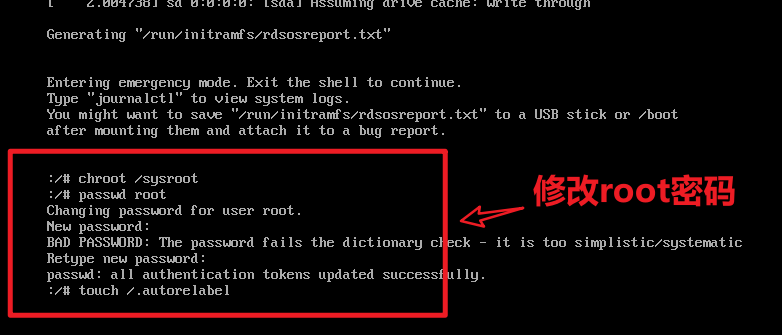 [    2.004738] sd 0:0:0:0: [sda] Assuming drive cache: write through
Generating "/run/initramfs/rdsosreport.txt"
Entering emergency mode. Exit the shell to continue.
Type "journalctl" to view system logs.
You might want to save "/run/initramfs/rdsosreport.txt" to a USB stick or /boot
after mounting them and attach it to a bug report.
:/# chroot /sysroot
:/# passwd root
Changing password for user root.
New password:
BAD PASSWORD: The password fails the dictionary check - it is too simplistic/systematic
Retype new password:
passwd: all authentication tokens updated successfully.
:/# touch /.autorelabel
修改root密码